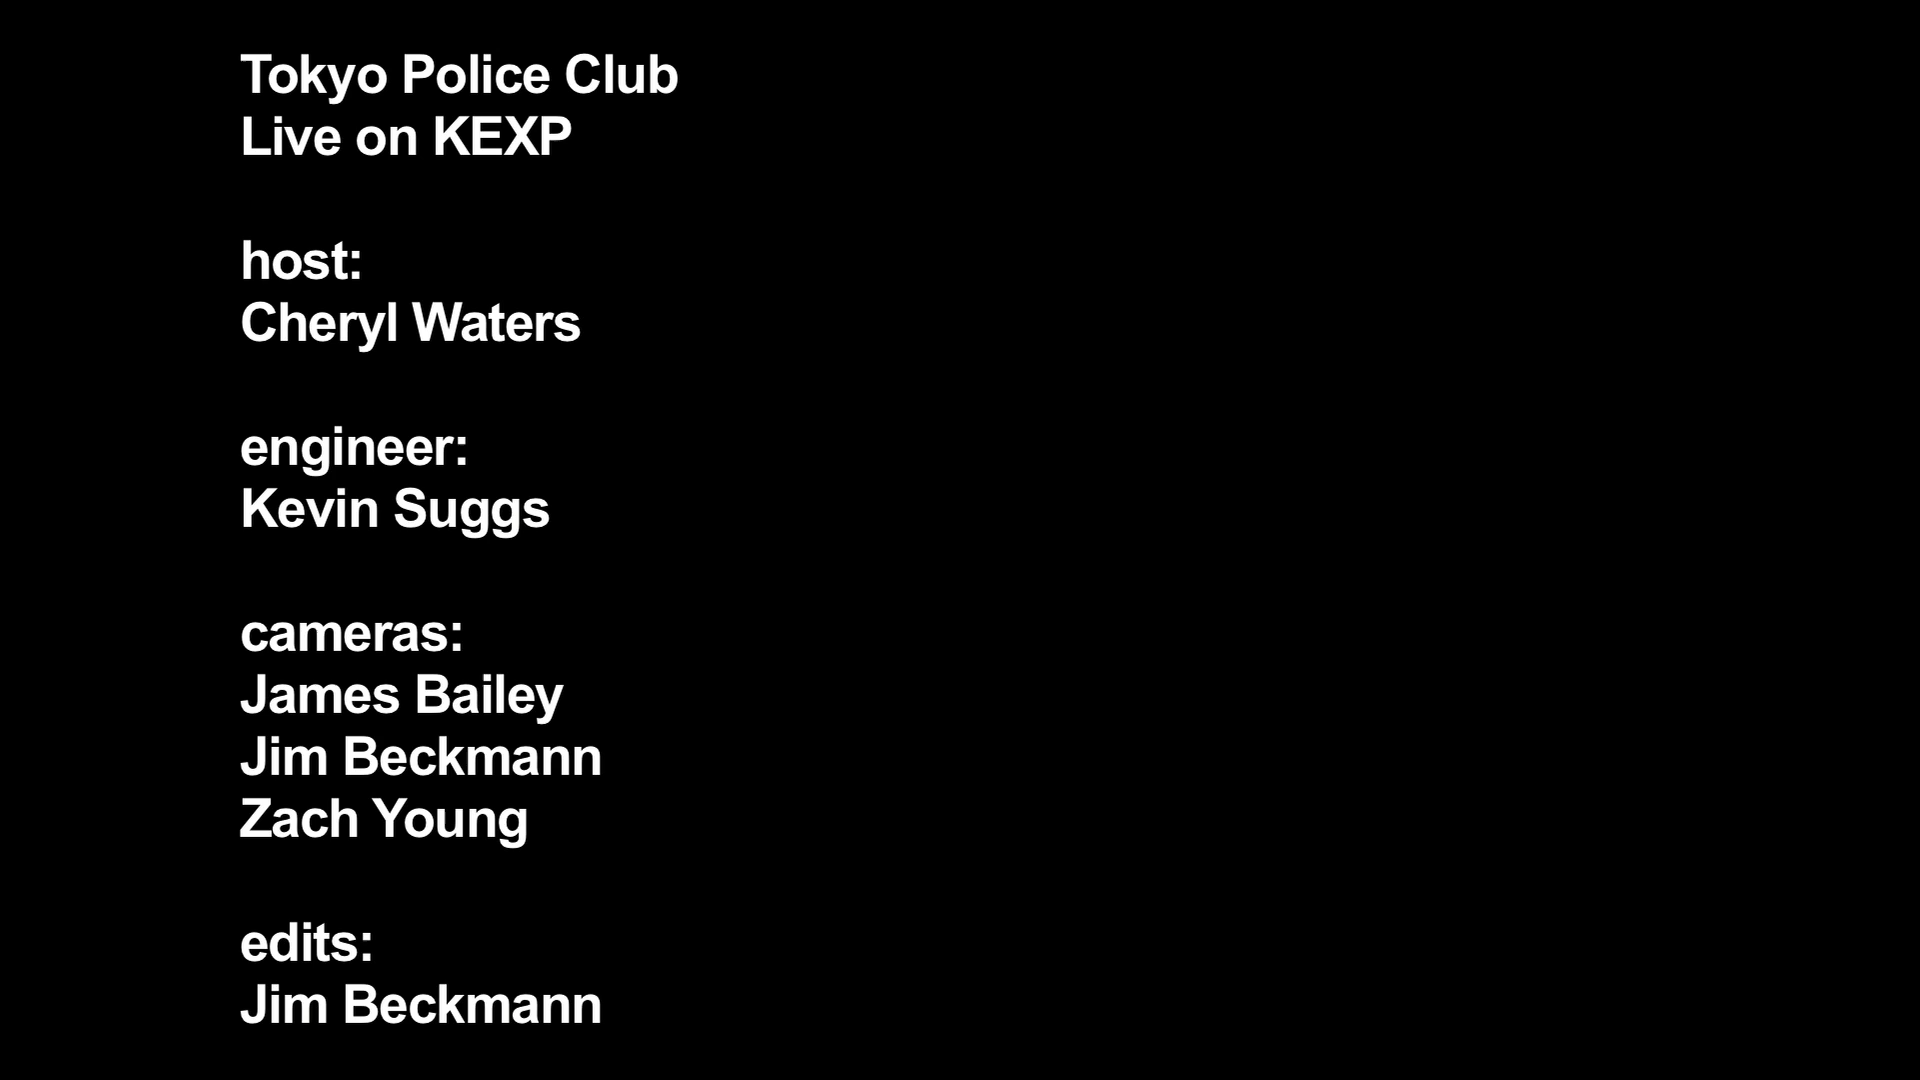 Tokyo Police Club
Live on KEXP
host:
Cheryl Waters
engineer:
Kevin Suggs
cameras:
James Bailey
Jim Beckmann
Zach Young
edits:
Jim Beckmann